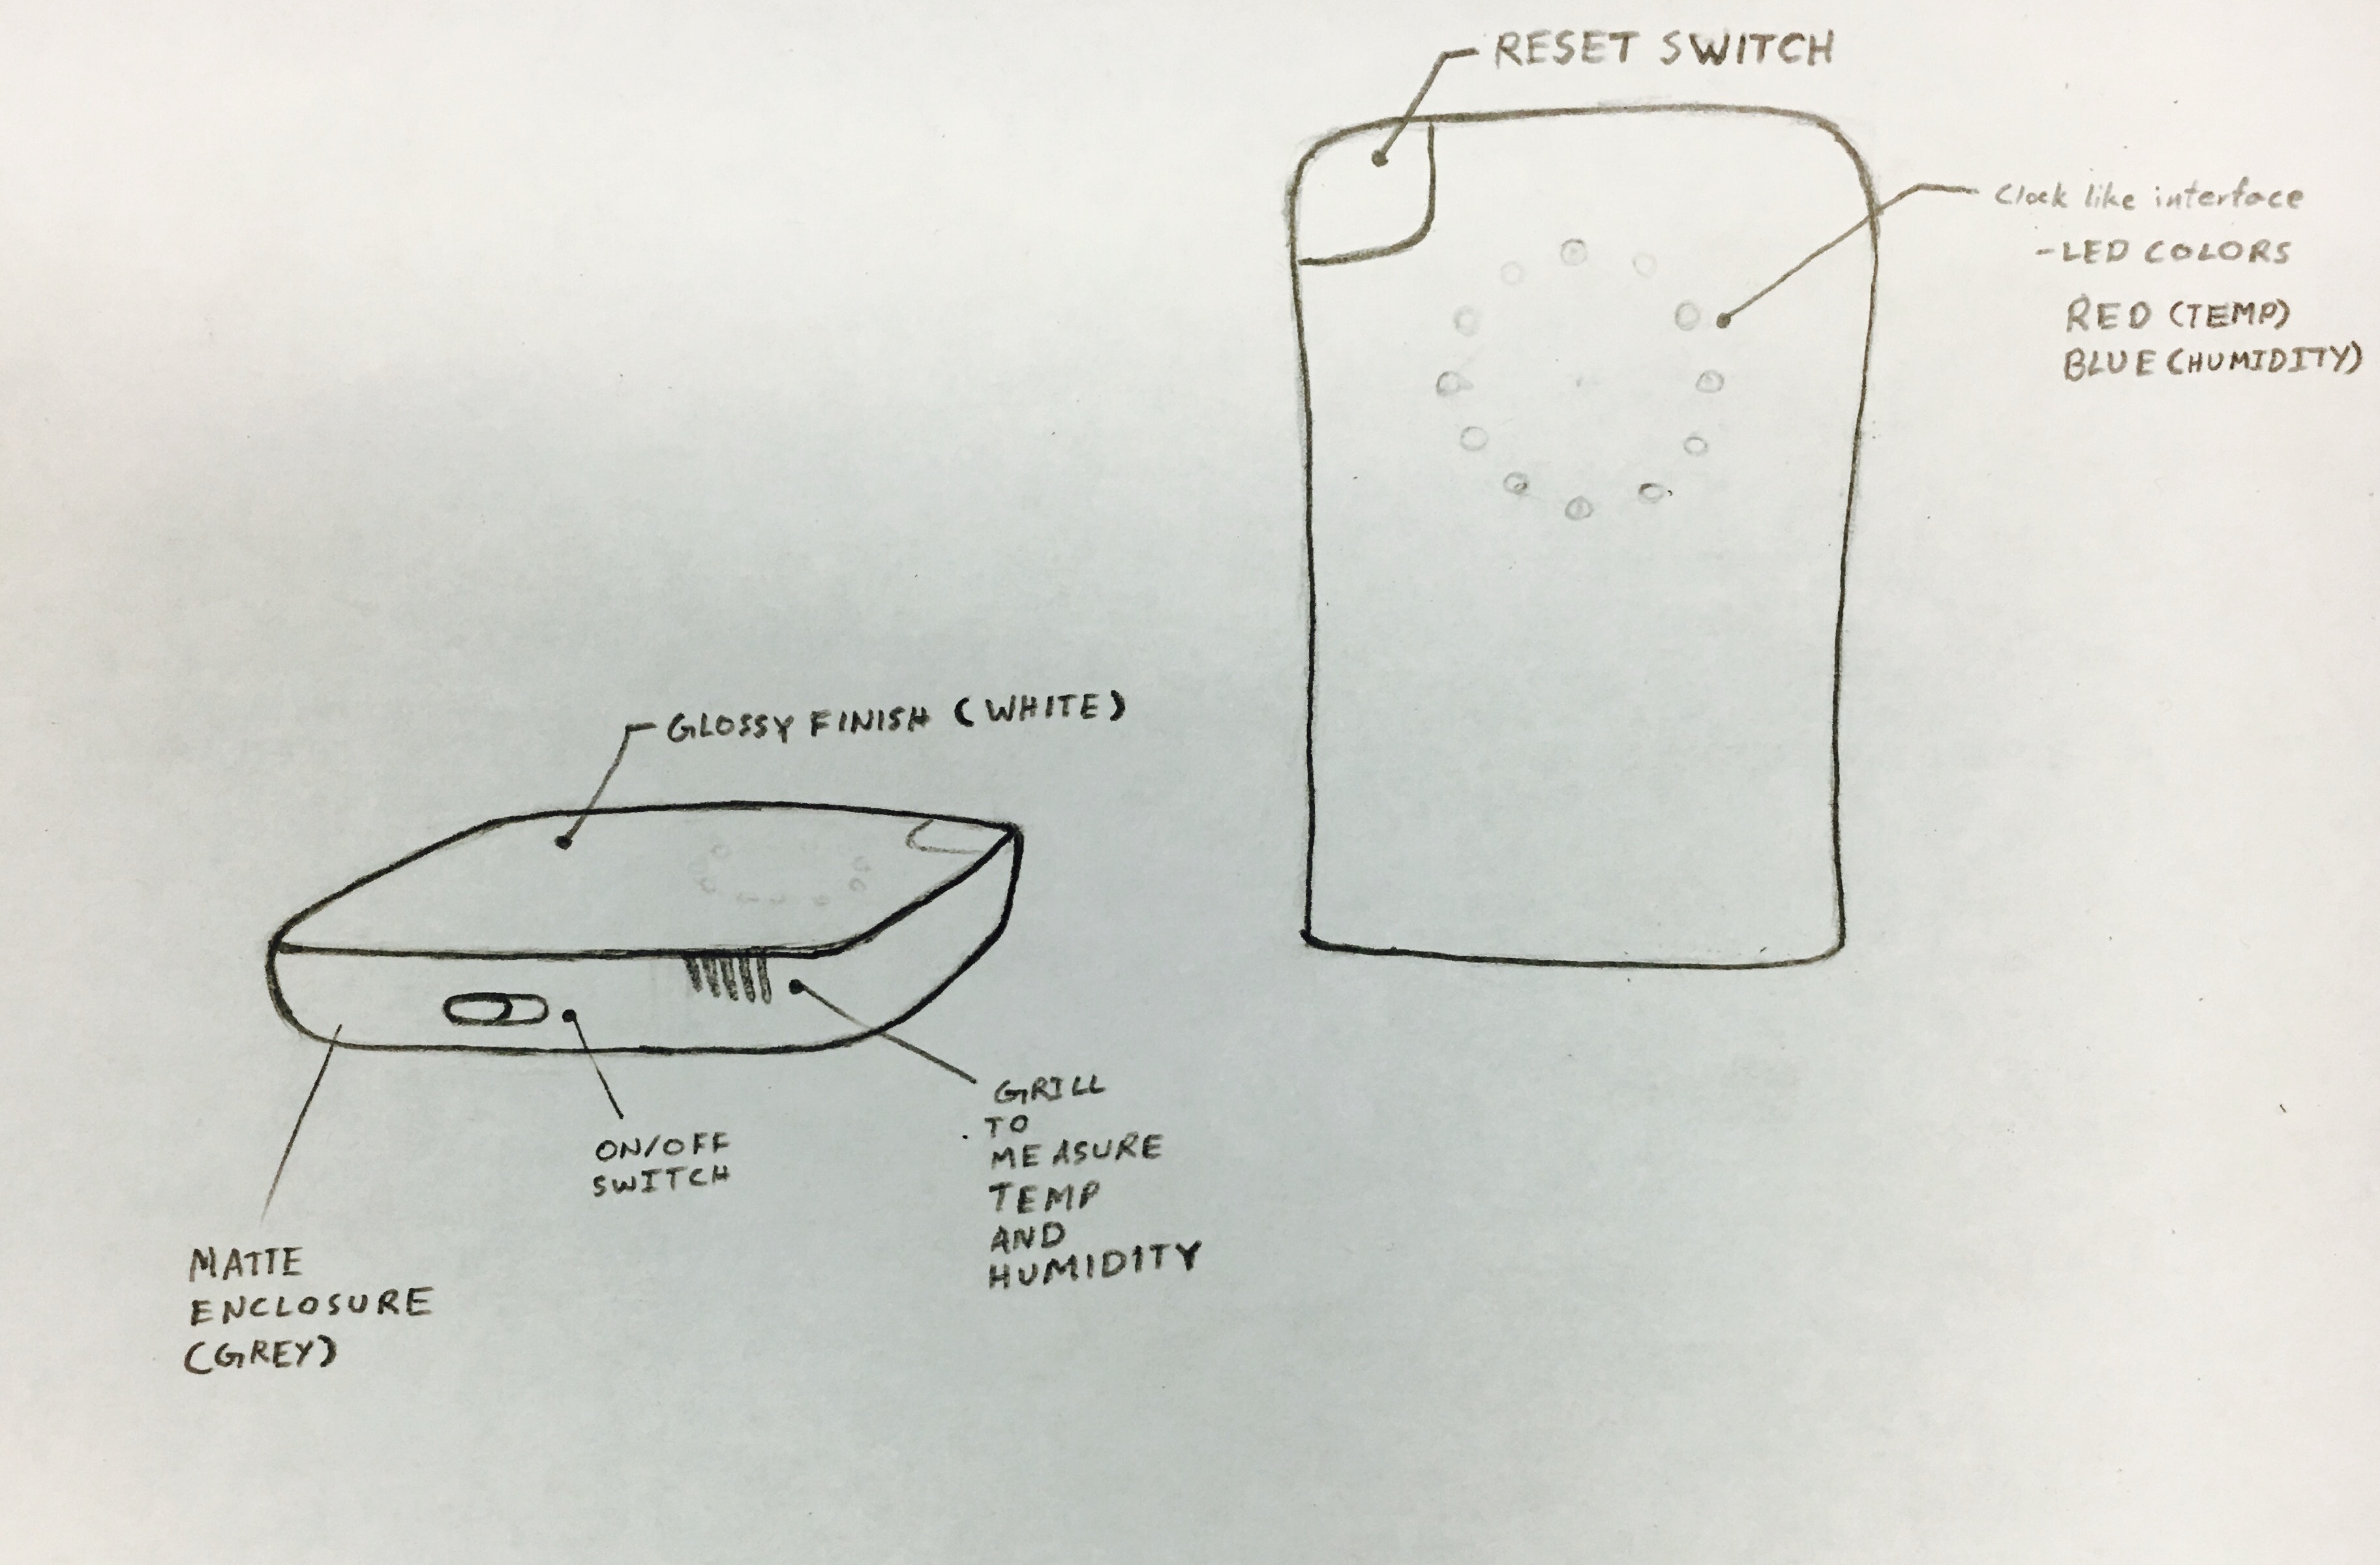 RESET SWITCH
Clock like interface
-LED COLORS
RED (TEMP)
BLUE (HUMIDITY)
GLOSSY FINISH (WHITE)
GRILL
TO
MEASURE
TEMP
AND
HUMIDITY
ON/OFF
SWITCH
MATTE
ENCLOSURE
(GREY)